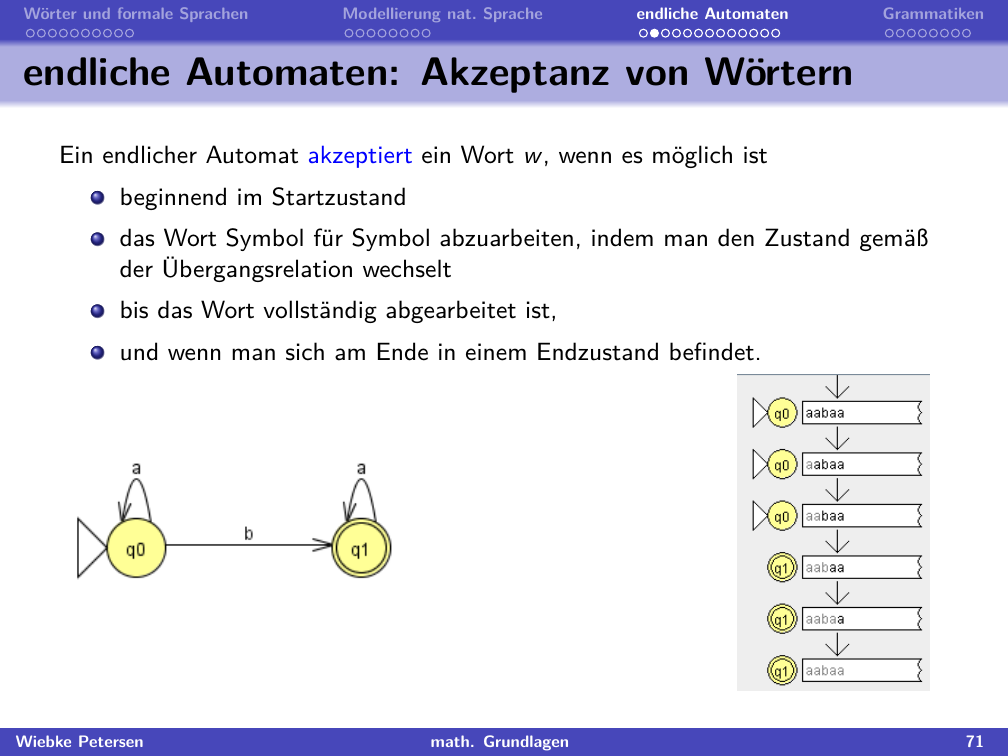 Wörter und formale Sprachen Modellierung nat. Sprache endliche Automaten Grammatiken
endliche Automaten: Akzeptanz von Wörtern
Ein endlicher Automat akzeptiert ein Wort w, wenn es möglich ist
beginnend im Startzustand
das Wort Symbol für Symbol abzuarbeiten, indem man den Zustand gemäß
der Übergangsrelation wechselt
bis das Wort vollständig abgearbeitet ist,
und wenn man sich am Ende in einem Endzustand befindet.
a a
b
q0 q1
q0 aabaa
q0 aabaa
q0 aabaa
q1 aabaa
q1 aabaa
q1 aabaa
Wiebke Petersen math. Grundlagen 71